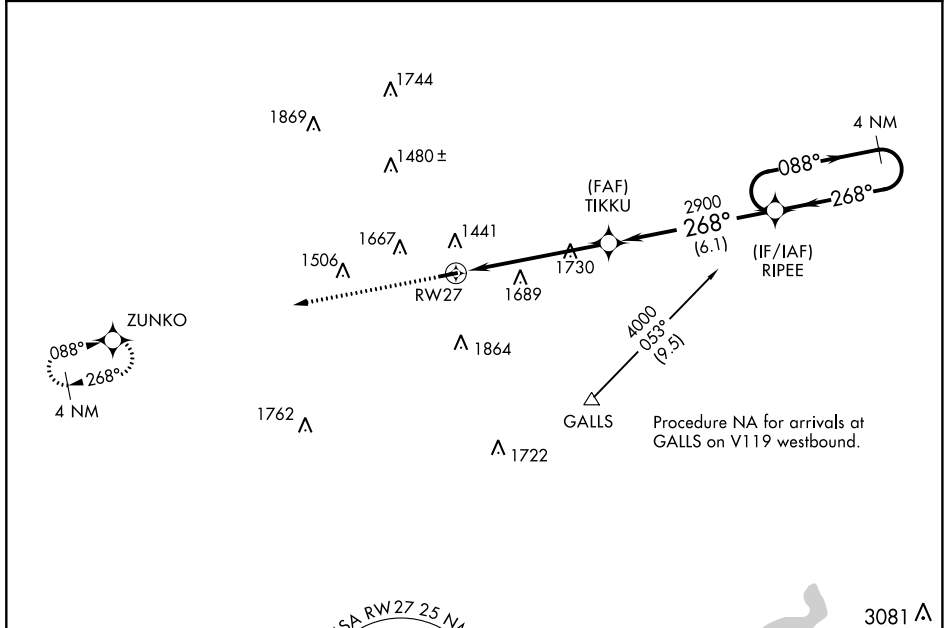 1744
1869
1480 ±
4 NM
088°
268°
(FAF)
TIKKU
2900
268°
(6.1)
(IF/IAF)
RIPEE
1667
1441
1506
1730
RW27
1689
ZUNKO
088°
268°
4 NM
1864
4000
053°
(9.5)
GALLS
1762
1722
Procedure NA for arrivals at
GALLS on V119 westbound.
RW27 25
3081